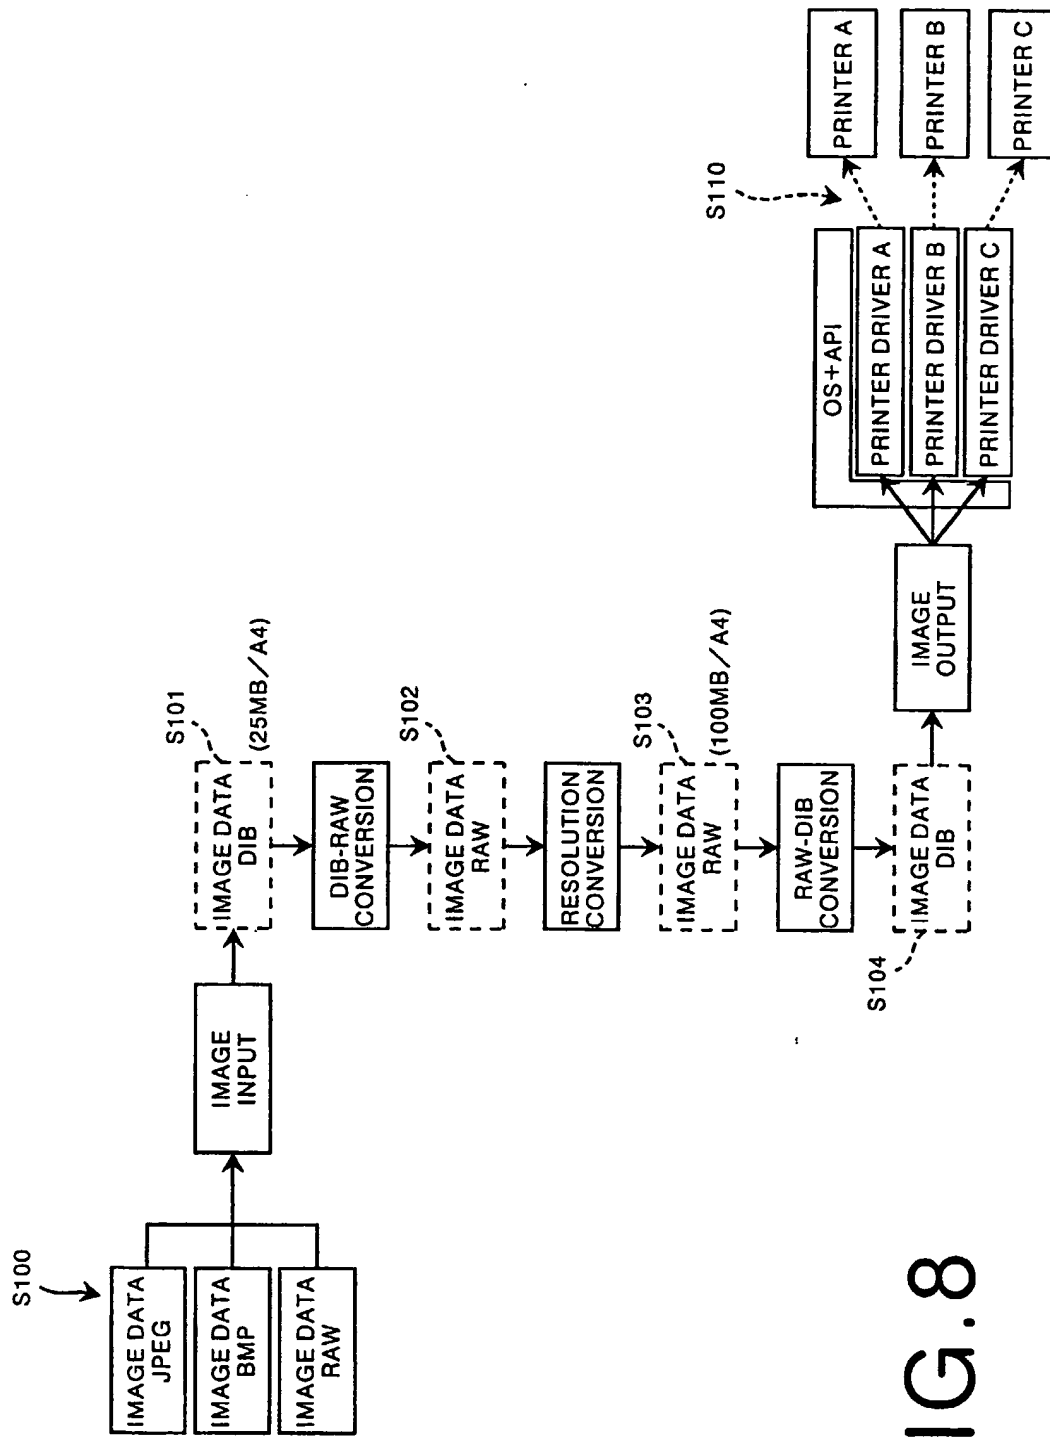 S100
IMAGE DATA
JPEG
IMAGE DATA
BMP
IMAGE DATA
RAW
IMAGE
INPUT
S101
IMAGE DATA
DIB
(25MB/A4)
DIB-RAW
CONVERSION
S102
IMAGE DATA
RAW
RESOLUTION
CONVERSION
S103
IMAGE DATA
RAW
(100MB/A4)
RAW-DIB
CONVERSION
S104
IMAGE DATA
DIB
IMAGE
OUTPUT
OS+API
PRINTER DRIVER A
PRINTER DRIVER B
PRINTER DRIVER C
S110
PRINTER A
PRINTER B
PRINTER C
IG.8